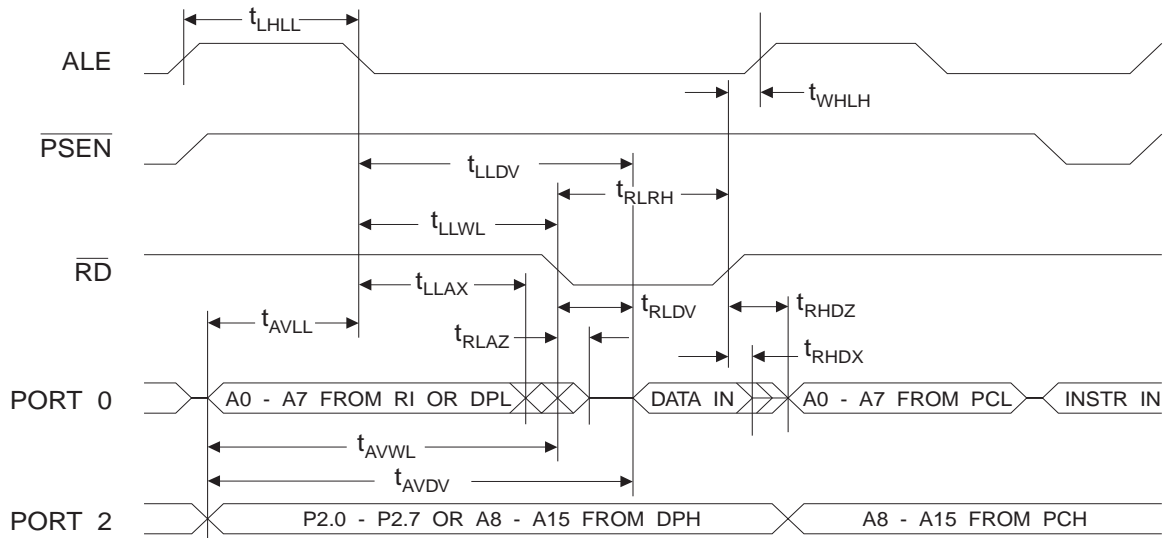 tLHLL
ALE
tWHLH
PSEN
tLLDV
tRLRH
tLLWL
RD
tLLAX
tRLDV
tRHDZ
tAVLL
tRLAZ
tRHDX
PORT 0
A0 - A7 FROM RI OR DPL
DATA IN
A0 - A7 FROM PCL
INSTR IN
tAVWL
tAVDV
PORT 2
P2.0 - P2.7 OR A8 - A15 FROM DPH
A8 - A15 FROM PCH